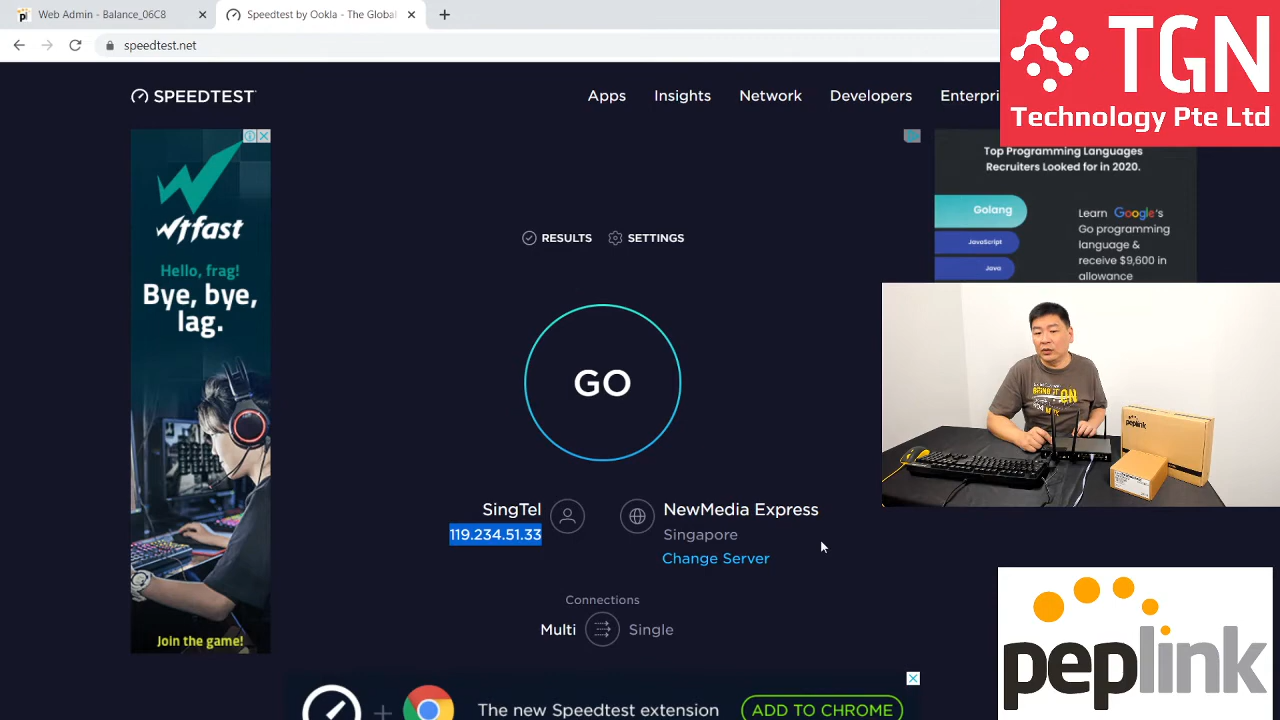 Web Admin - Balance_06C8
Speedtest by Ookla - The Global
speedtest.net
TGN
Technology Pte Ltd
SPEEDTEST
Apps
Insights
Network
Developers
Enterpri
wtfast
Hello, frag!
Bye, bye,
lag.
Join the game!
Top Programming Languages
Recruiters Looked for in 2020.
Golang
JavaScript
Java
Learn Google's
Go programming
language &
receive $9,600 in
allowance
RESULTS
SETTINGS
GO
SingTel
119.234.51.33
NewMedia Express
Singapore
Change Server
Connections
Multi
Single
The new Speedtest extension
ADD TO CHROME
peplink
peplink